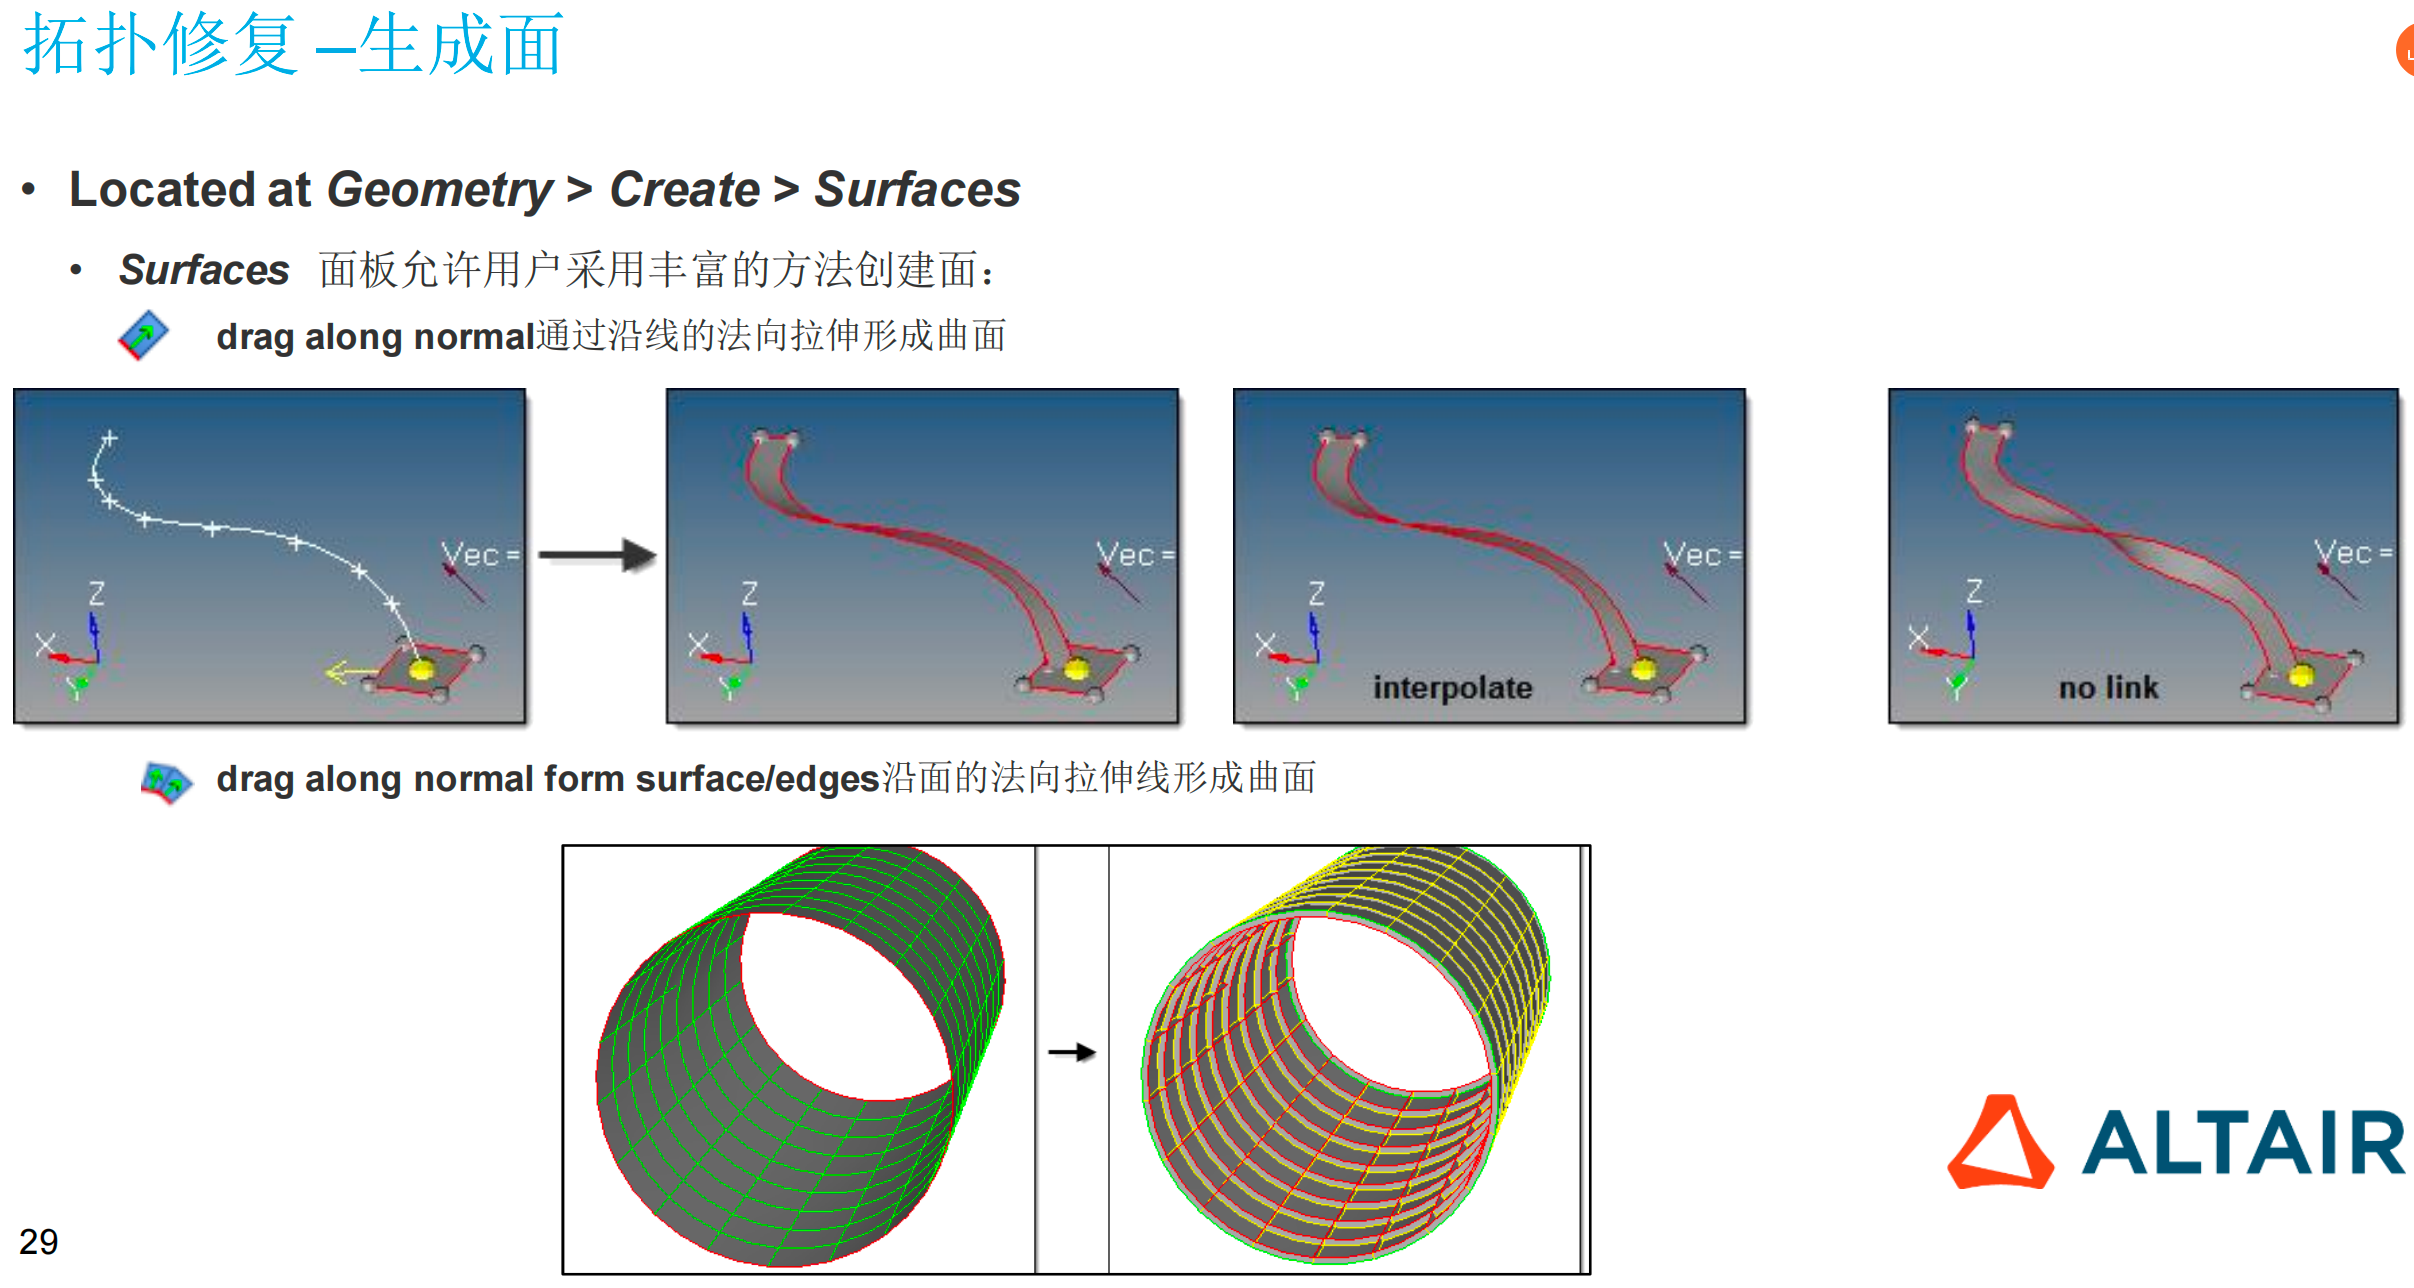 拓扑修复 –生成面
• Located at Geometry > Create > Surfaces
• Surfaces 面板允许用户采用丰富的方法创建面：
drag along normal通过沿线的法向拉伸形成曲面
Vec =
Z
X
Y
Vec =
Z
X
Y
Vec =
Z
X
Y
interpolate
Vec =
Z
X
Y
no link
drag along normal form surface/edges沿面的法向拉伸线形成曲面
ALTAIR
29